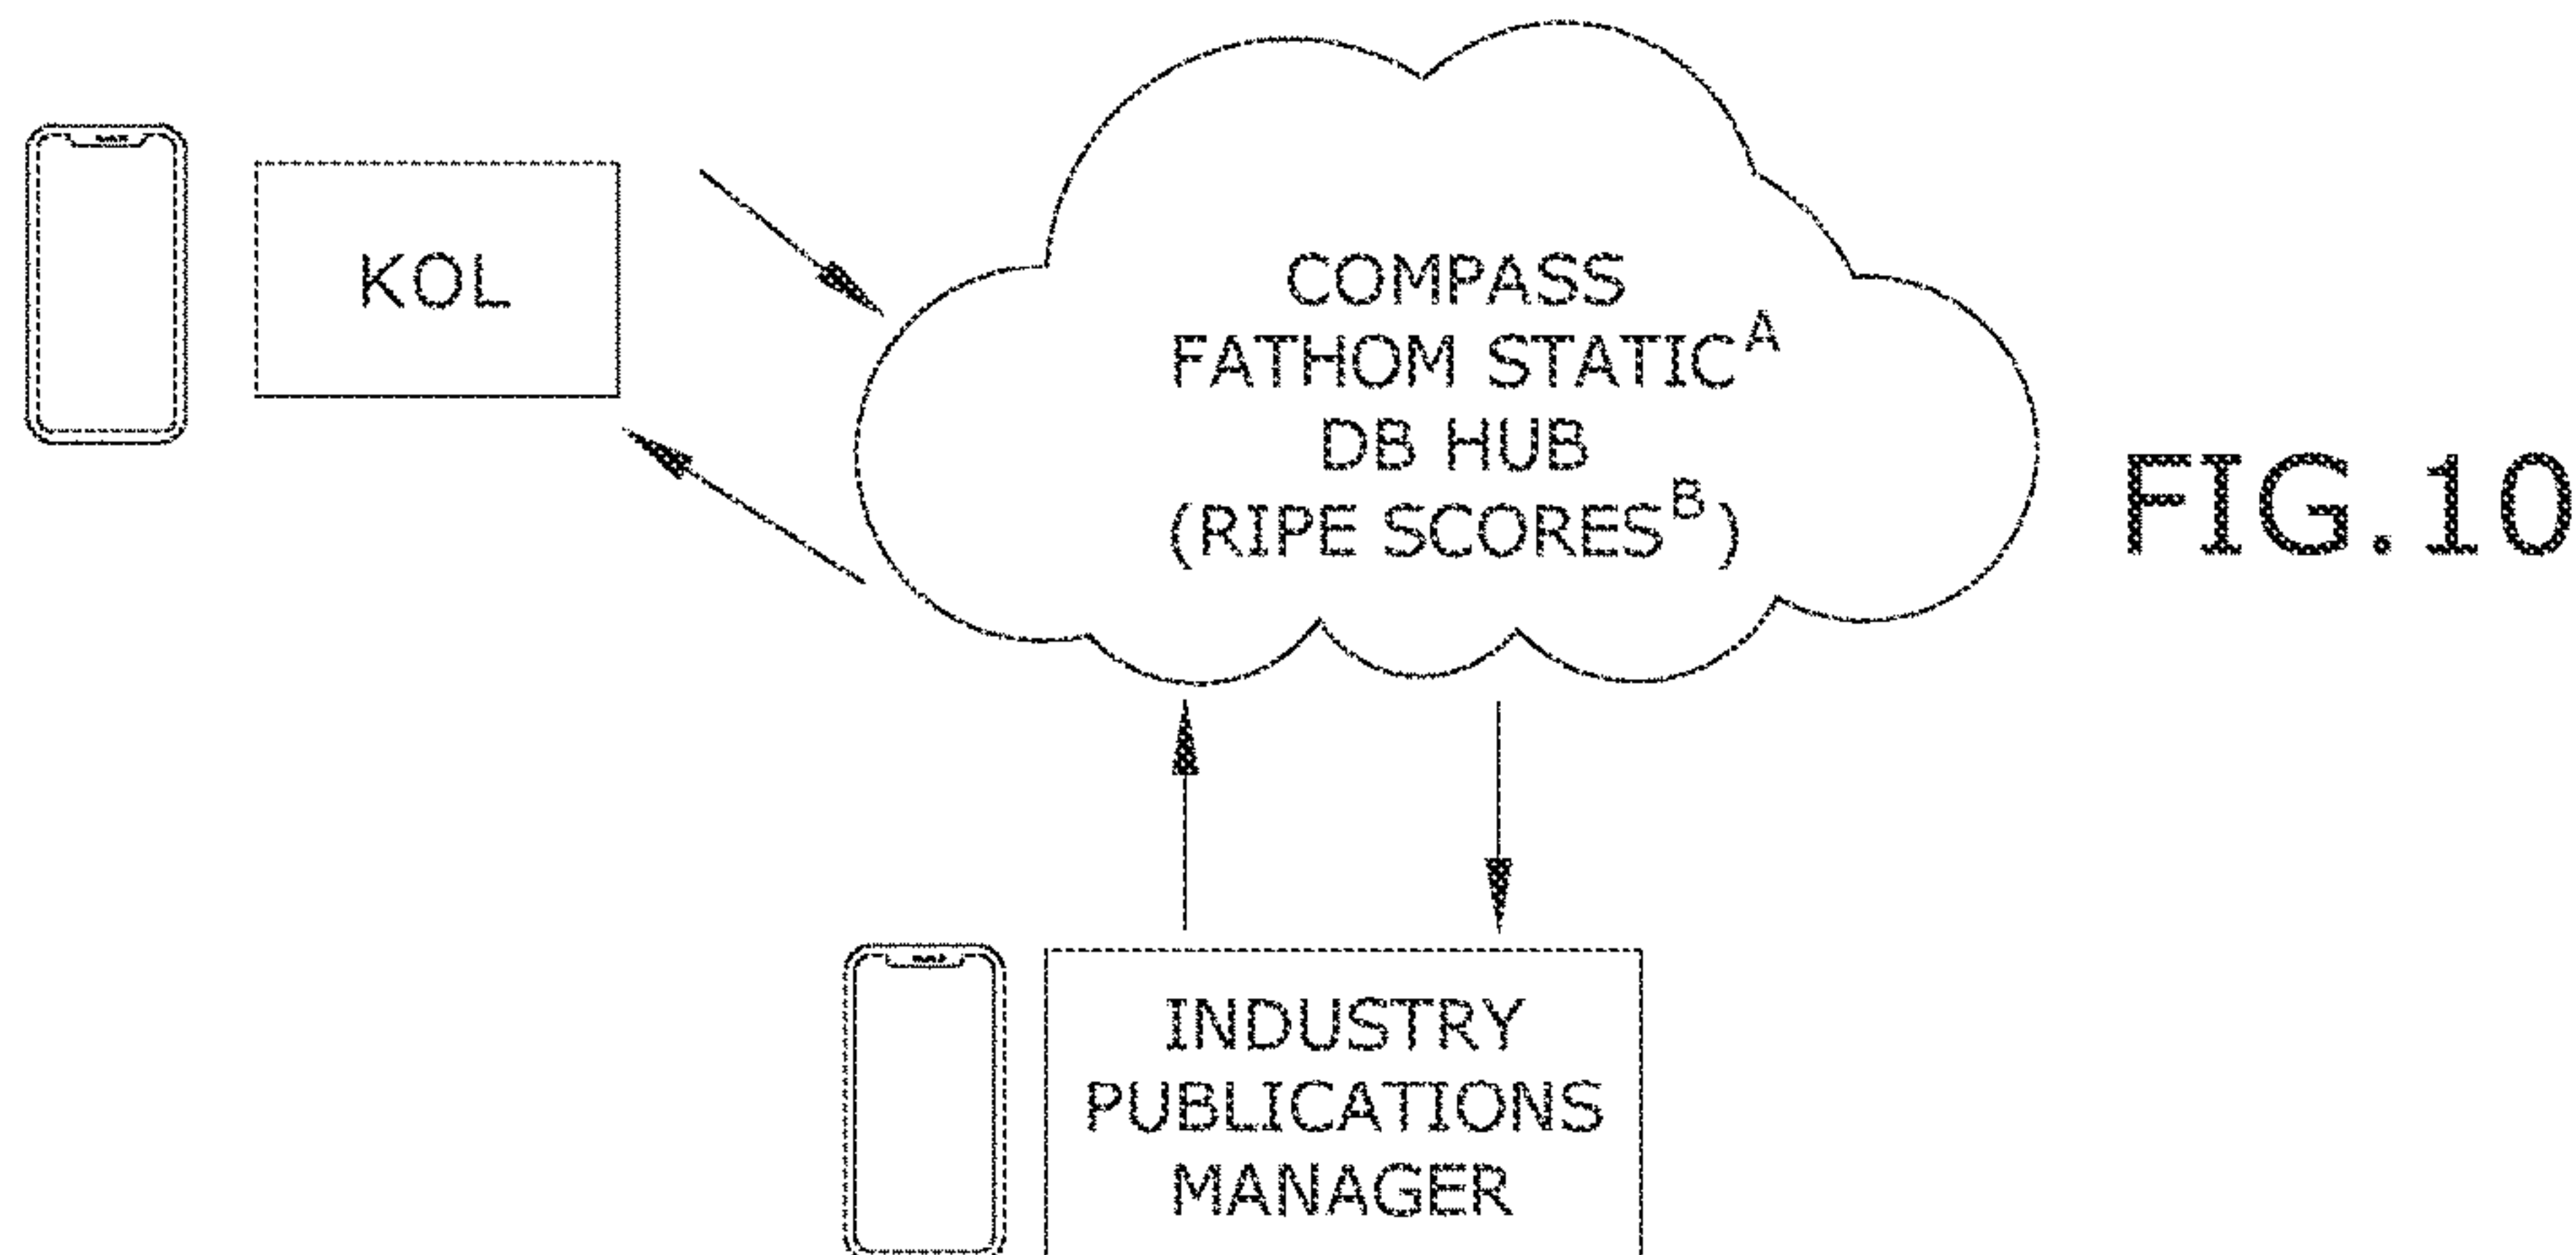 KOL
COMPASS
FATHOM STATIC^A
DB HUB
(RIPE SCORES^B)
FIG.10
INDUSTRY
PUBLICATIONS
MANAGER